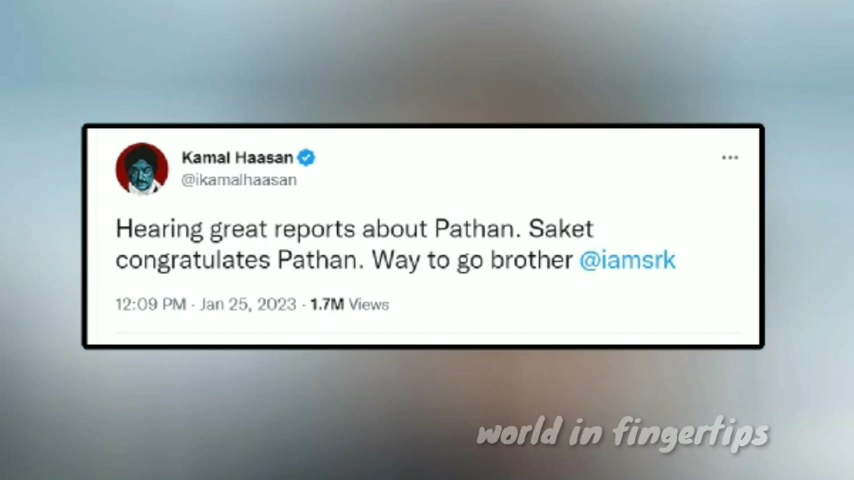 Kamal Haasan
@ikamalhaasan
Hearing great reports about Pathan. Saket
congratulates Pathan. Way to go brother @iamsrk
12:09 PM · Jan 25, 2023 · 1.7M Views
world in fingertips